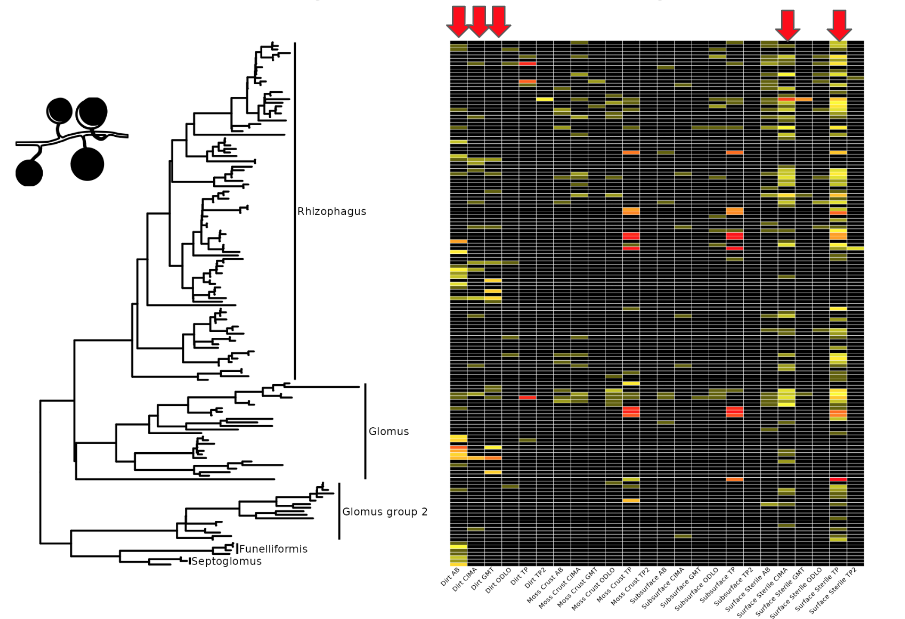 Rhizophagus
Glomus
Glomus group 2
Funelliformis
Septoglomus
Dirt AB
Dirt CIMA
Dirt GMT
Dirt ODLO
Dirt TP
Dirt TP2
Moss Crust AB
Moss Crust CIMA
Moss Crust GMT
Moss Crust ODLO
Moss Crust TP
Moss Crust TP2
Subsurface AB
Subsurface CIMA
Subsurface GMT
Subsurface ODLO
Subsurface TP
Subsurface TP2
Surface Sterile AB
Surface Sterile CIMA
Surface Sterile GMT
Surface Sterile ODLO
Surface Sterile TP
Surface Sterile TP2